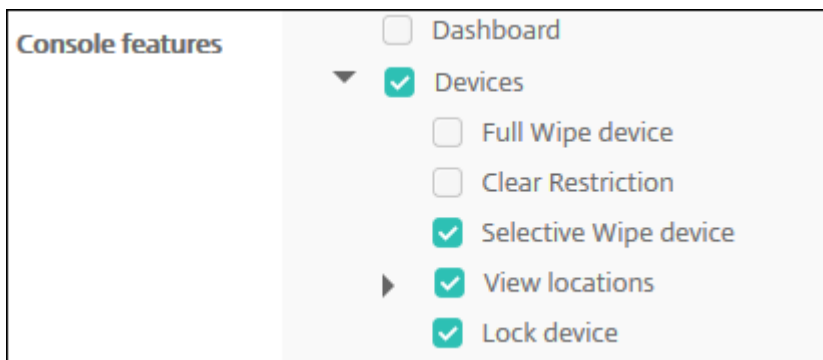 Console features
Dashboard
Devices
Full Wipe device
Clear Restriction
Selective Wipe device
View locations
Lock device